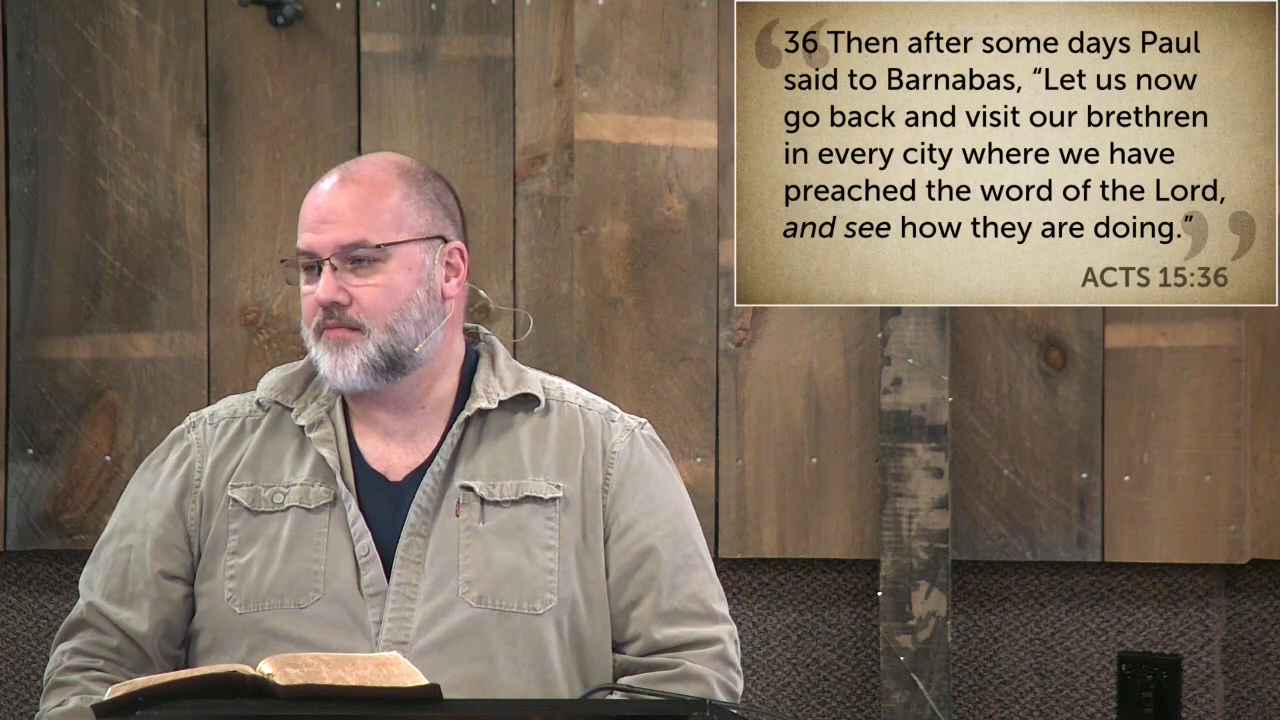 36 Then after some days Paul
said to Barnabas, “Let us now
go back and visit our brethren
in every city where we have
preached the word of the Lord,
and see how they are doing.”
ACTS 15:36